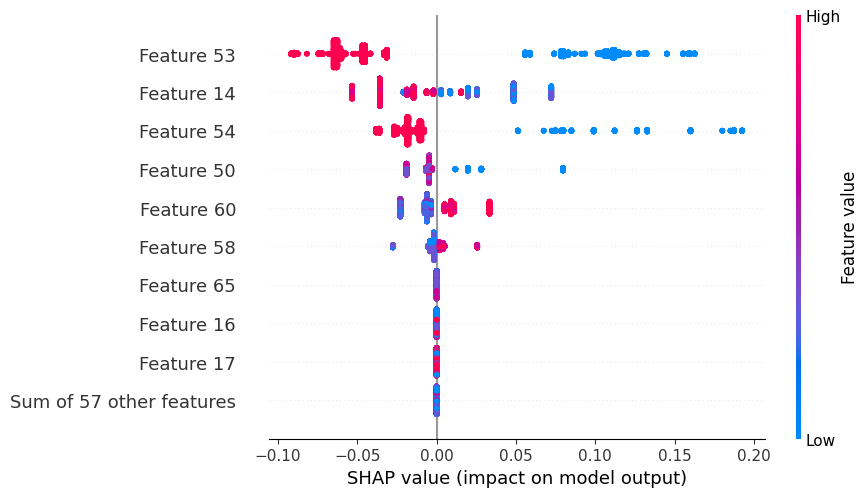 High
Feature 53
Feature 14
Feature 54
Feature 50
Feature 60
Feature 58
Feature 65
Feature 16
Feature 17
Sum of 57 other features
Feature value
Low
−0.10 −0.05 0.00 0.05 0.10 0.15 0.20
SHAP value (impact on model output)